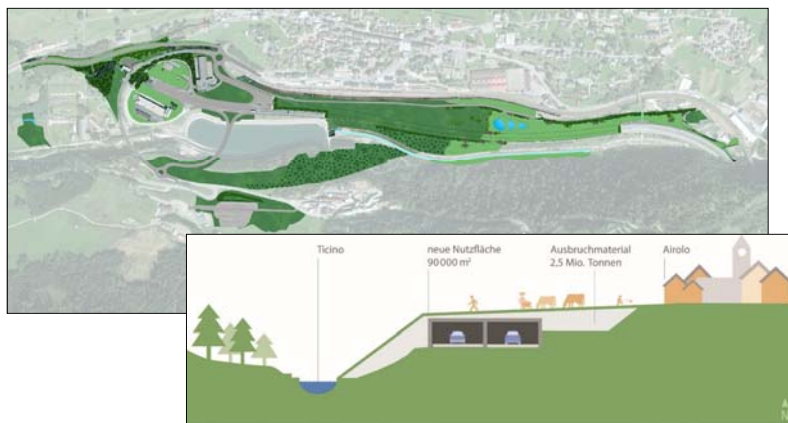 Ticino
neue Nutzfläche
90 000 m²
Ausbruchmaterial
2,5 Mio. Tonnen
Airolo